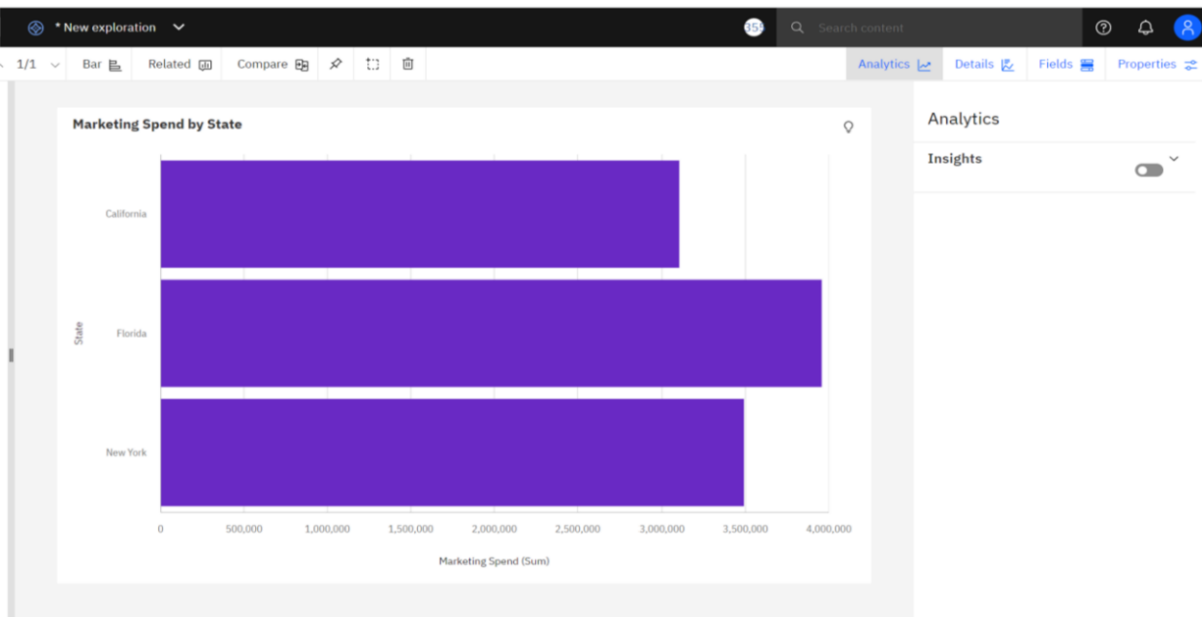 * New exploration
Search content
1/1 Bar Related Compare Analytics Details Fields Properties
Marketing Spend by State
Analytics
Insights
California
Florida
New York
State
0 500,000 1,000,000 1,500,000 2,000,000 2,500,000 3,000,000 3,500,000 4,000,000
Marketing Spend (Sum)